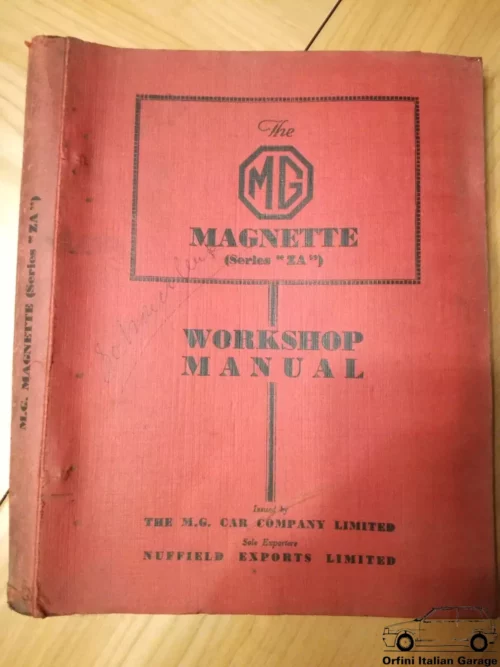 The
MG
MAGNETTE
(Series "ZA")
WORKSHOP
MANUAL
Issued by
THE M.G. CAR COMPANY LIMITED
Sole Exporters
NUFFIELD EXPORTS LIMITED
M.G. MAGNETTE (Series "ZA")
Orfini Italian Garage